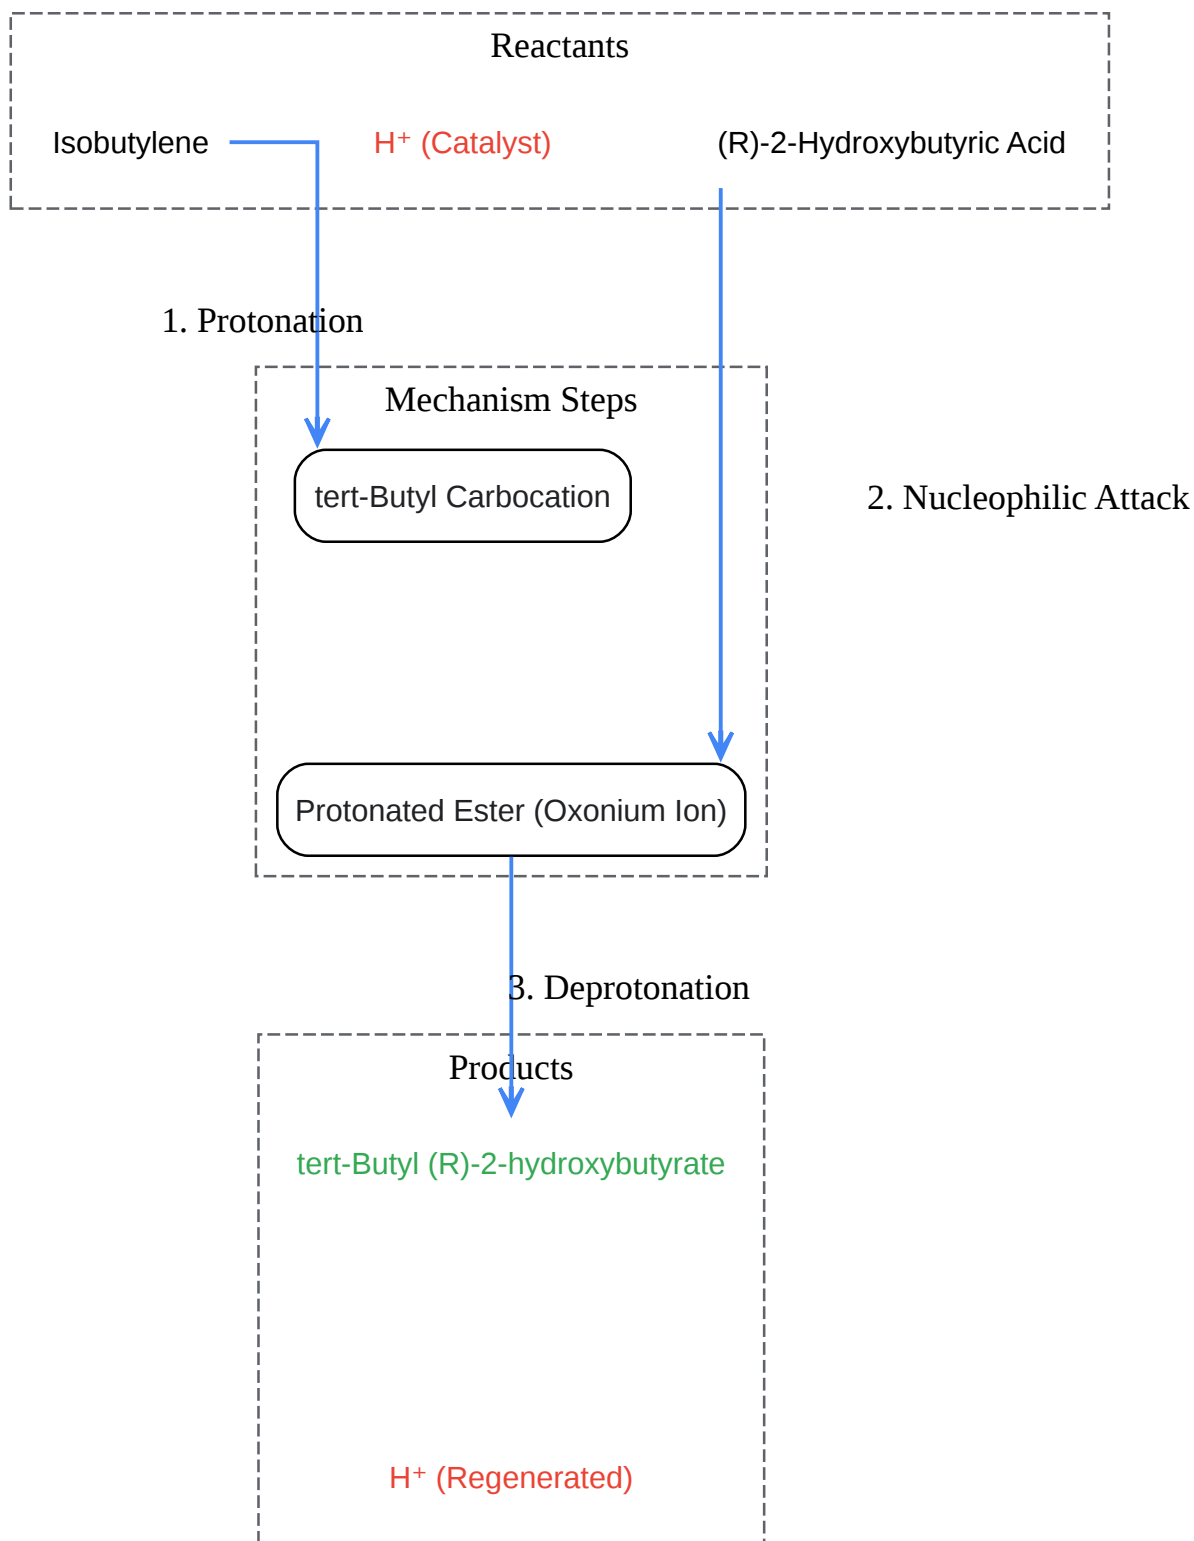 Reactants
Isobutylene
H⁺ (Catalyst)
(R)-2-Hydroxybutyric Acid
1. Protonation
Mechanism Steps
tert-Butyl Carbocation
2. Nucleophilic Attack
Protonated Ester (Oxonium Ion)
3. Deprotonation
Products
tert-Butyl (R)-2-hydroxybutyrate
H⁺ (Regenerated)